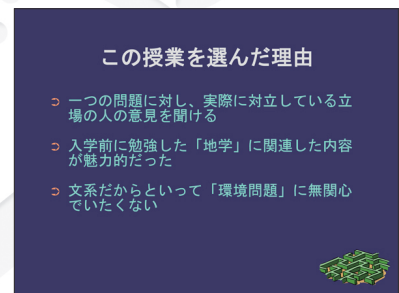 この授業を選んだ理由
一つの問題に対し、実際に対立している立
場の人の意見を聞ける
入学前に勉強した「地学」に関連した内容
が魅力的だった
文系だからといって「環境問題」に無関心
でいたくない